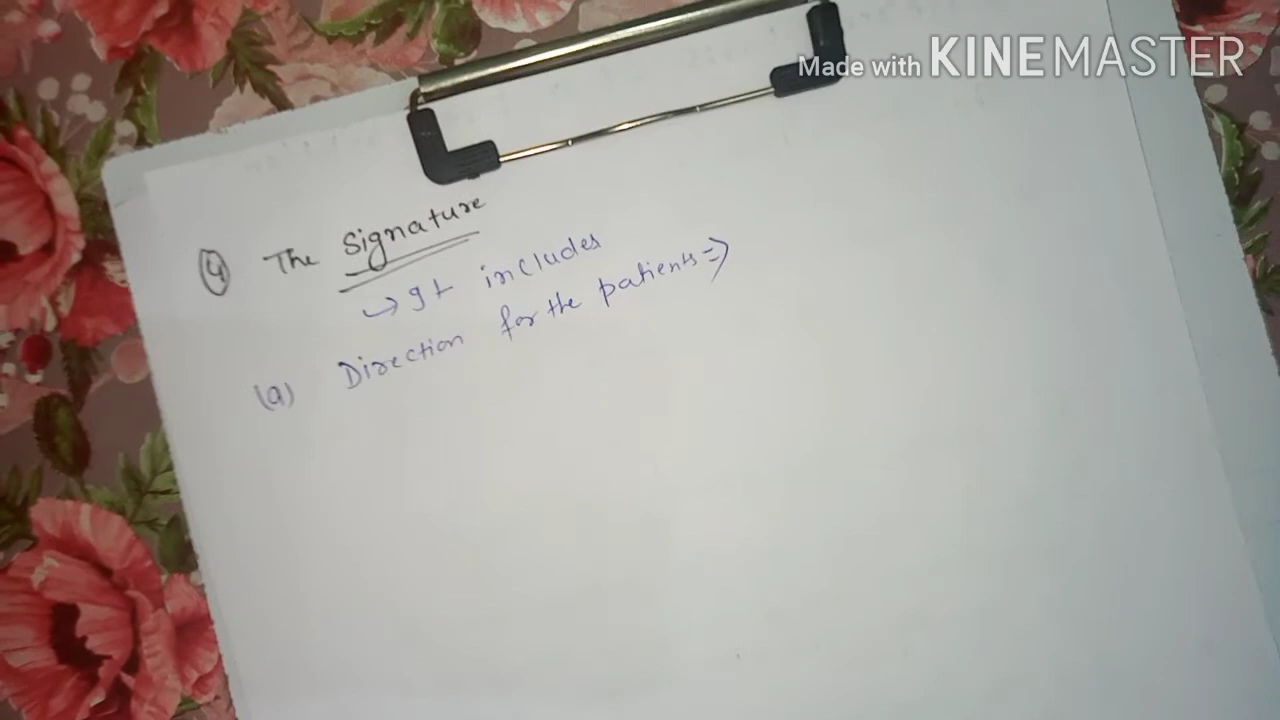 Made with KINEMASTER
(4) The Signature
→ It includes
(a) Direction for the patients ⇒